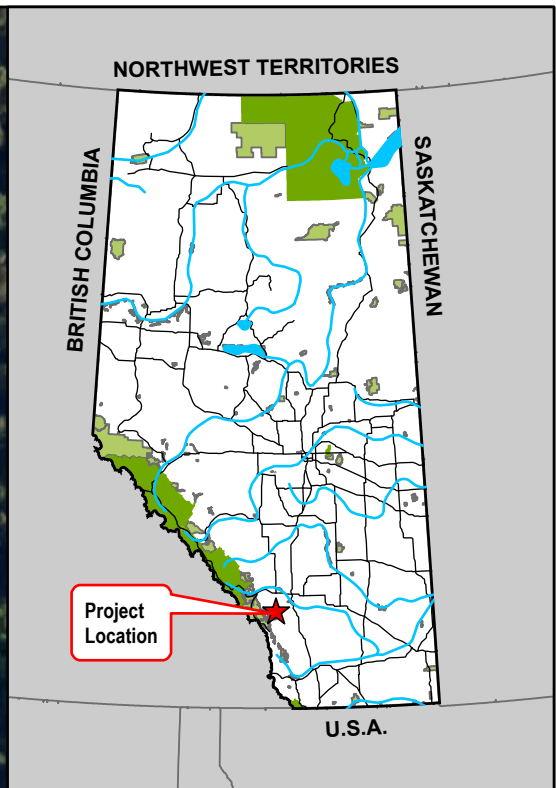 NORTHWEST TERRITORIES
BRITISH COLUMBIA
SASKATCHEWAN
Project
Location
U.S.A.